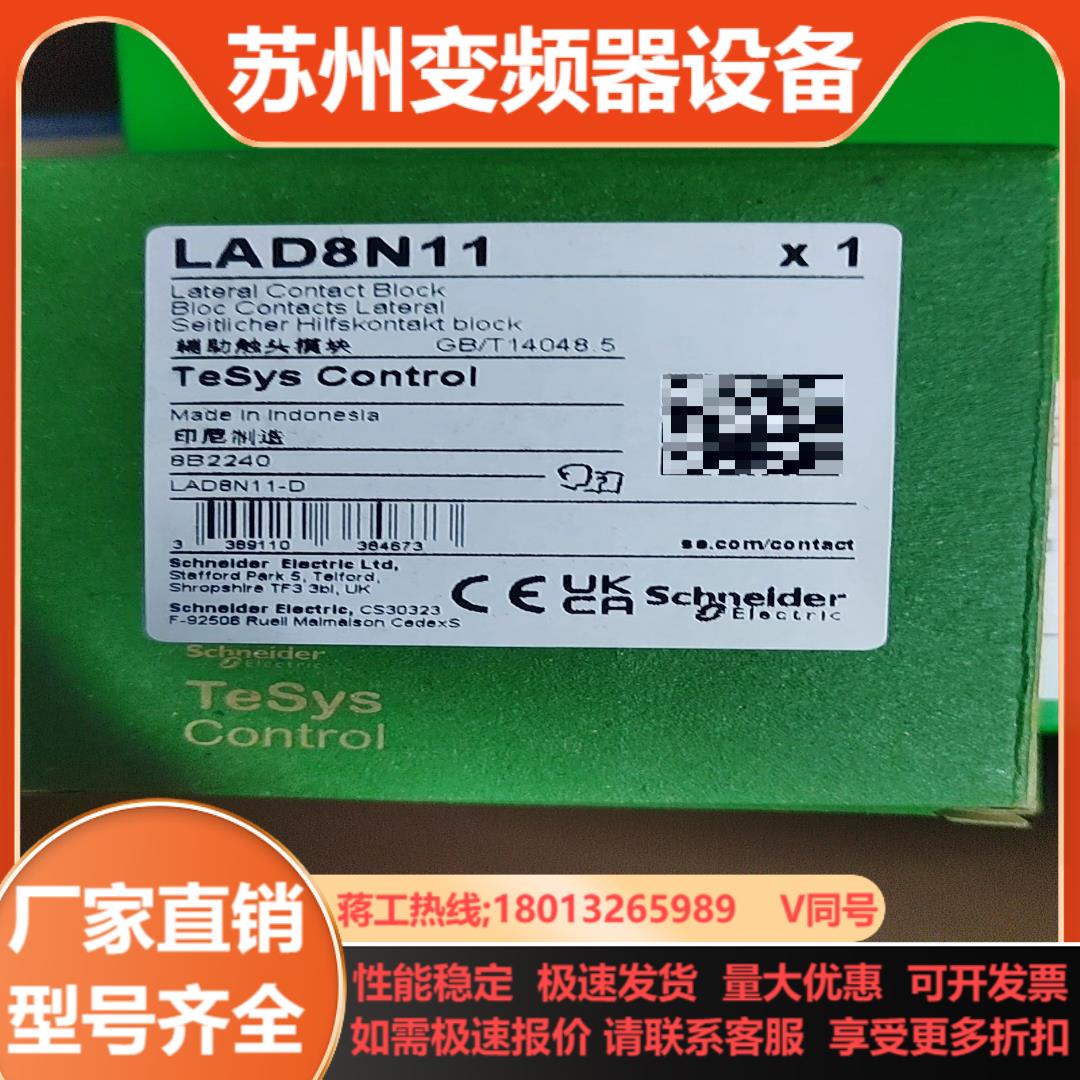 苏州变频器设备
LAD8N11 x 1
Lateral Contact Block
Bloc Contacts Lateral
Seitlicher Hilfskontakt block
辅助触头模块 GB/T14048.5
TeSys Control
Made in Indonesia
印尼制造
8B2240
LAD8N11-D
3 389110 364673
se.com/contact
Schneider Electric Ltd,
Stafford Park 5, Telford,
Shropshire TF3 3bl, UK
Schneider Electric, CS30323
F-92506 Rueil Malmaison CedexS
CE UKCA Schneider Electric
Schneider Electric
TeSys
Control
厂家直销
型号齐全
蒋工热线;18013265989 V同号
性能稳定 极速发货 量大优惠 可开发票
如需极速报价 请联系客服 享受更多折扣